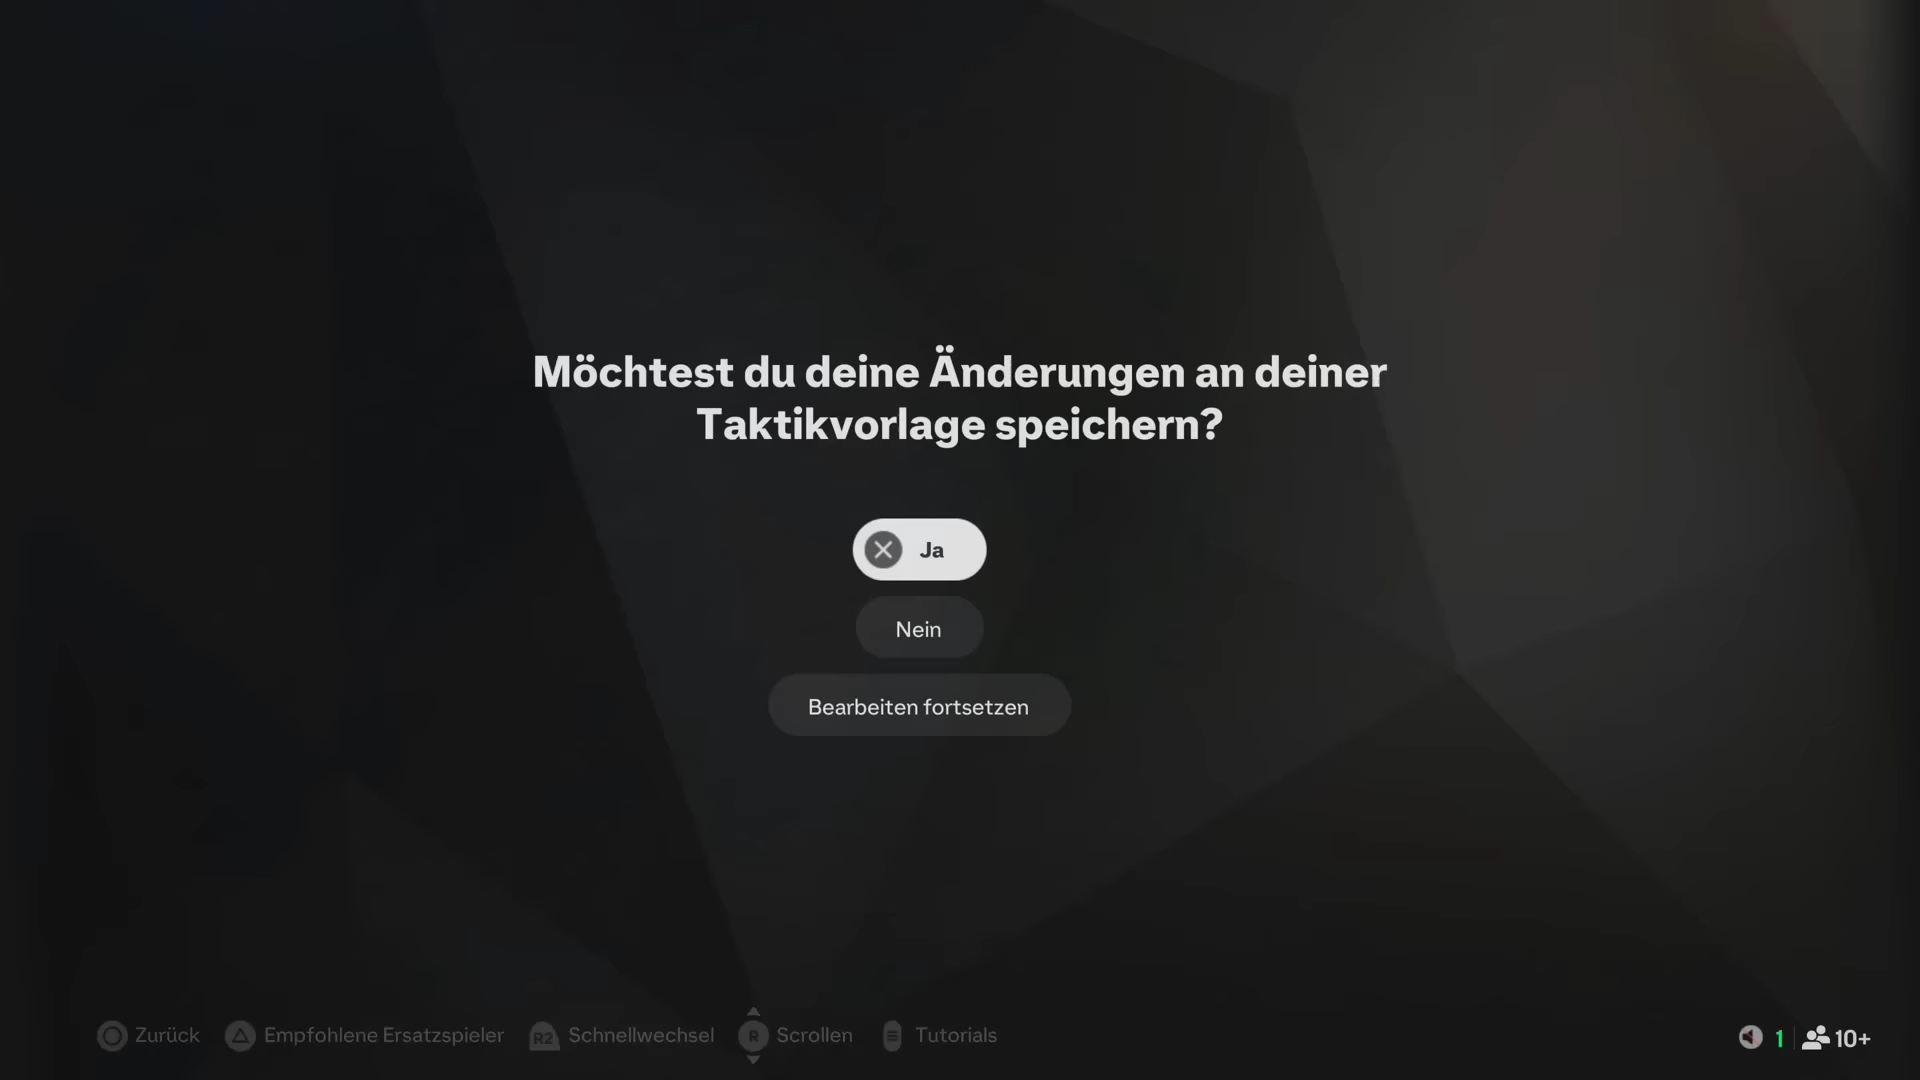 Möchtest du deine Änderungen an deiner
Taktikvorlage speichern?
Ja
Nein
Bearbeiten fortsetzen
Zurück Empfohlene Ersatzspieler R2 Schnellwechsel R Scrollen Tutorials
1 10+